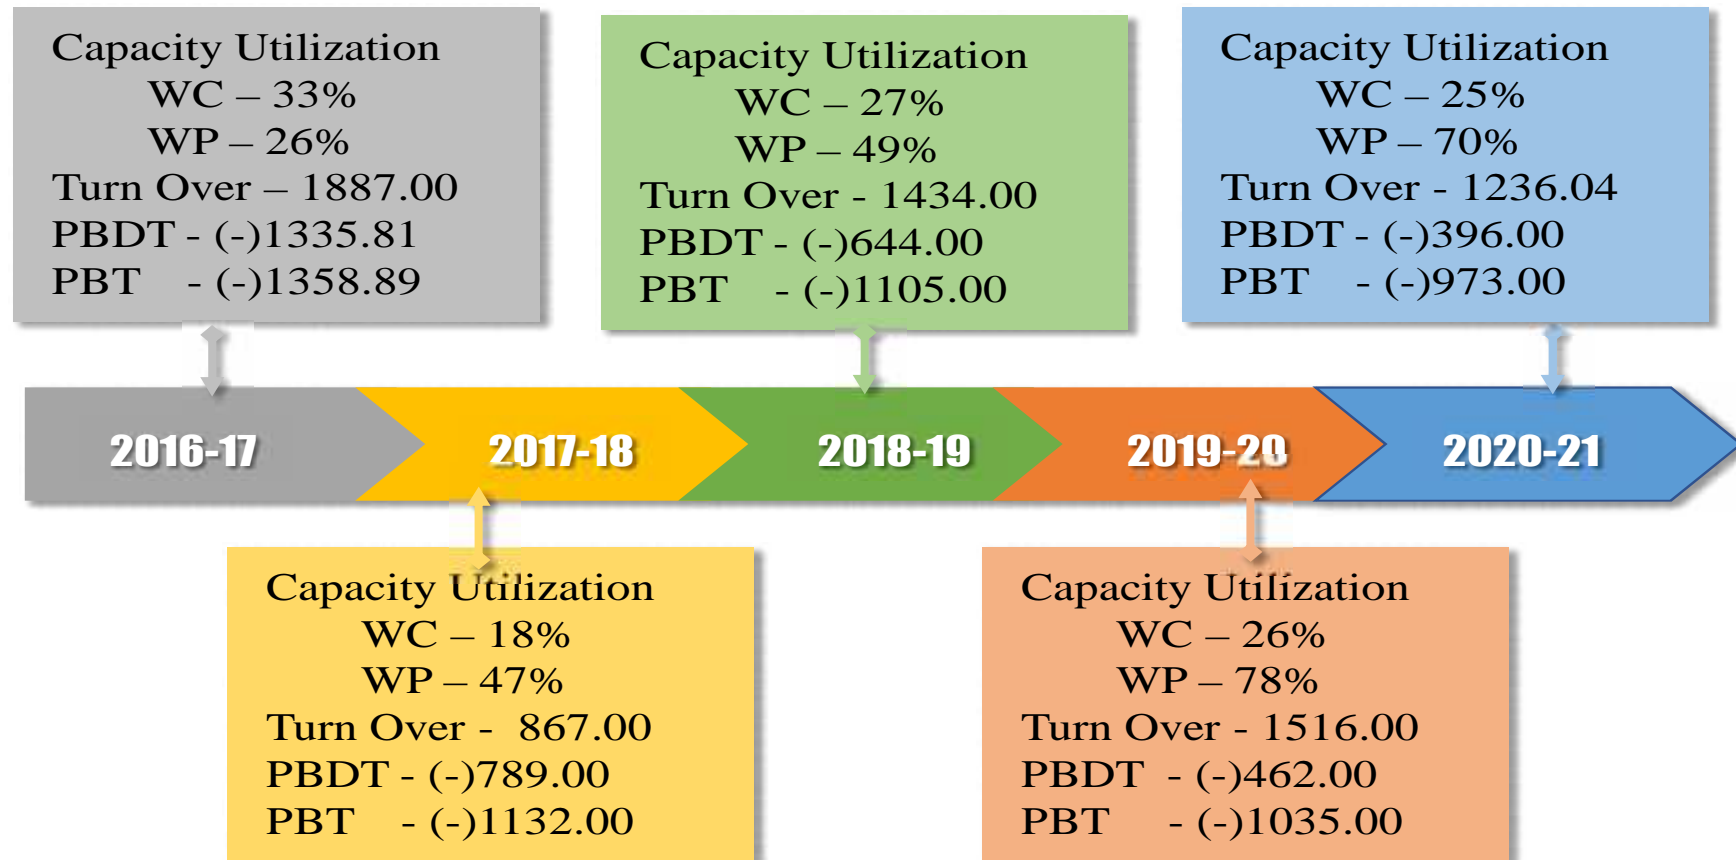 Capacity Utilization
WC – 33%
WP – 26%
Turn Over – 1887.00
PBDT - (-)1335.81
PBT - (-)1358.89
Capacity Utilization
WC – 27%
WP – 49%
Turn Over - 1434.00
PBDT - (-)644.00
PBT - (-)1105.00
Capacity Utilization
WC – 25%
WP – 70%
Turn Over - 1236.04
PBDT - (-)396.00
PBT - (-)973.00
2016-17
2017-18
2018-19
2019-20
2020-21
Capacity Utilization
WC – 18%
WP – 47%
Turn Over - 867.00
PBDT - (-)789.00
PBT - (-)1132.00
Capacity Utilization
WC – 26%
WP – 78%
Turn Over - 1516.00
PBDT - (-)462.00
PBT - (-)1035.00